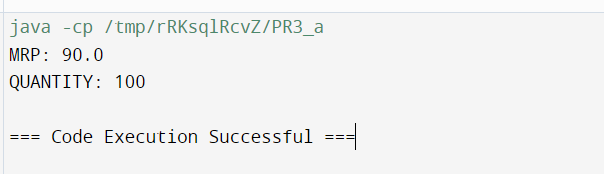 java -cp /tmp/rRKsqlRcvZ/PR3_a
MRP: 90.0
QUANTITY: 100
=== Code Execution Successful ===